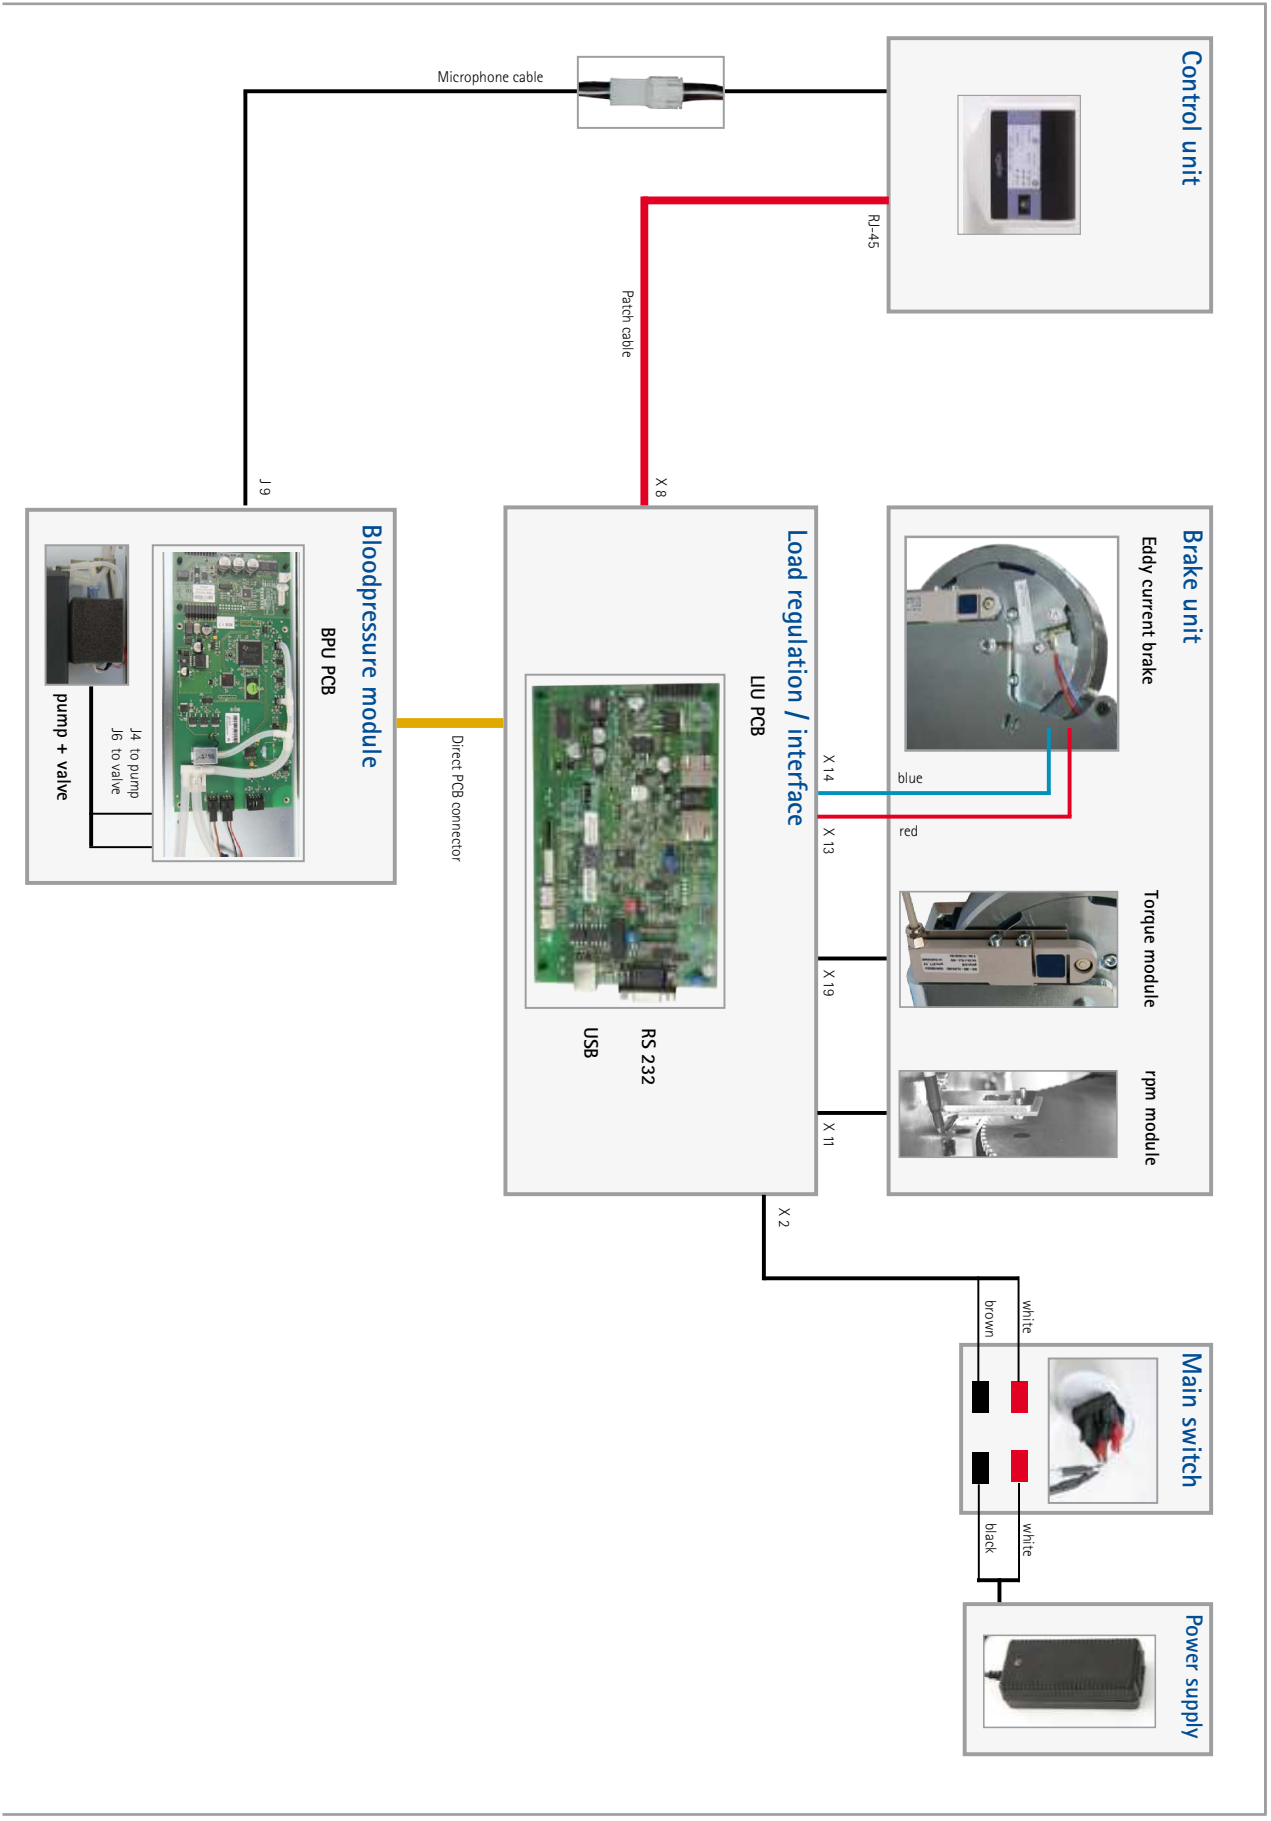 Control unit
RJ-45
Microphone cable
Patch cable
X 8
J 9
Brake unit
Eddy current brake
blue
red
Torque module
rpm module
X 14
X 13
X 19
X 11
Load regulation / interface
LIU PCB
RS 232
USB
X 2
Direct PCB connector
Bloodpressure module
BPU PCB
J4 to pump
J6 to valve
pump + valve
white
brown
Main switch
white
black
Power supply